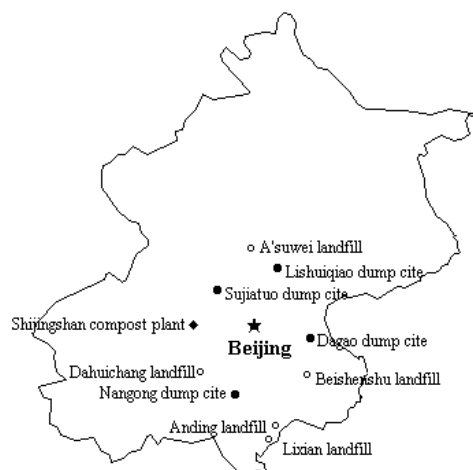 A'suwei landfill
Lishuiqiao dump cite
Sujiatuo dump cite
Shijingshan compost plant
Beijing
Dagao dump cite
Dahuichang landfill
Beishenshu landfill
Nangong dump cite
Anding landfill
Lixian landfill